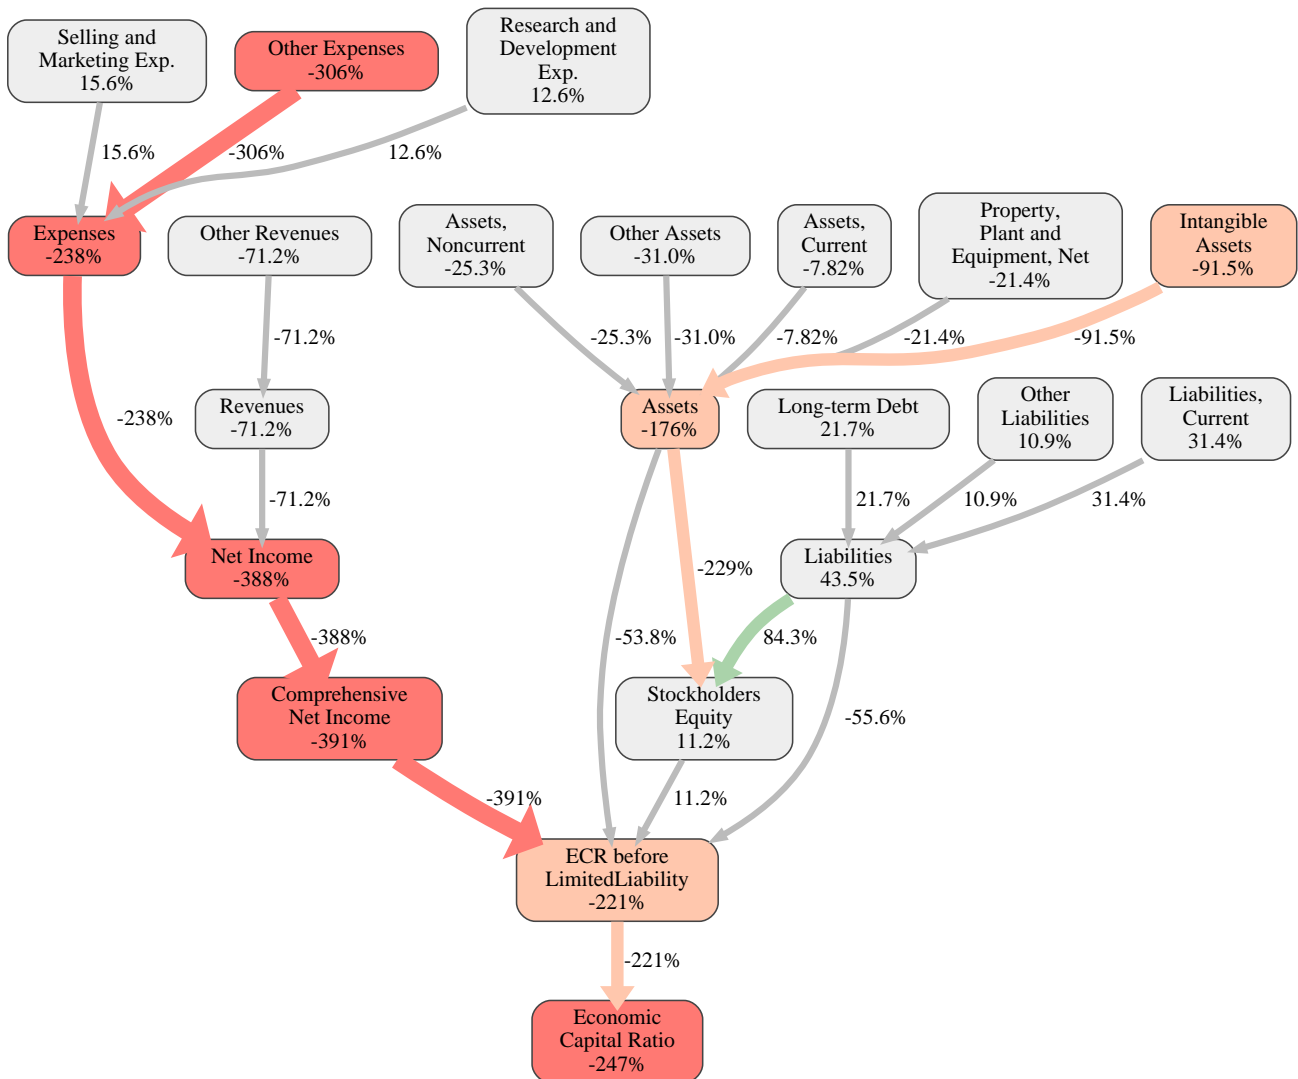 Selling and
Marketing Exp.
15.6%
Other Expenses
-306%
Research and
Development
Exp.
12.6%
15.6%
-306%
12.6%
Expenses
-238%
Other Revenues
-71.2%
Assets,
Noncurrent
-25.3%
Other Assets
-31.0%
Assets,
Current
-7.82%
Property,
Plant and
Equipment, Net
-21.4%
Intangible
Assets
-91.5%
-71.2%
-25.3%
-31.0%
-7.82%
-21.4%
-91.5%
-238%
Revenues
-71.2%
Assets
-176%
Long-term Debt
21.7%
Other
Liabilities
10.9%
Liabilities,
Current
31.4%
-71.2%
21.7%
10.9%
31.4%
Net Income
-388%
-229%
Liabilities
43.5%
-388%
-53.8%
84.3%
Comprehensive
Net Income
-391%
Stockholders
Equity
11.2%
-55.6%
-391%
11.2%
ECR before
LimitedLiability
-221%
-221%
Economic
Capital Ratio
-247%